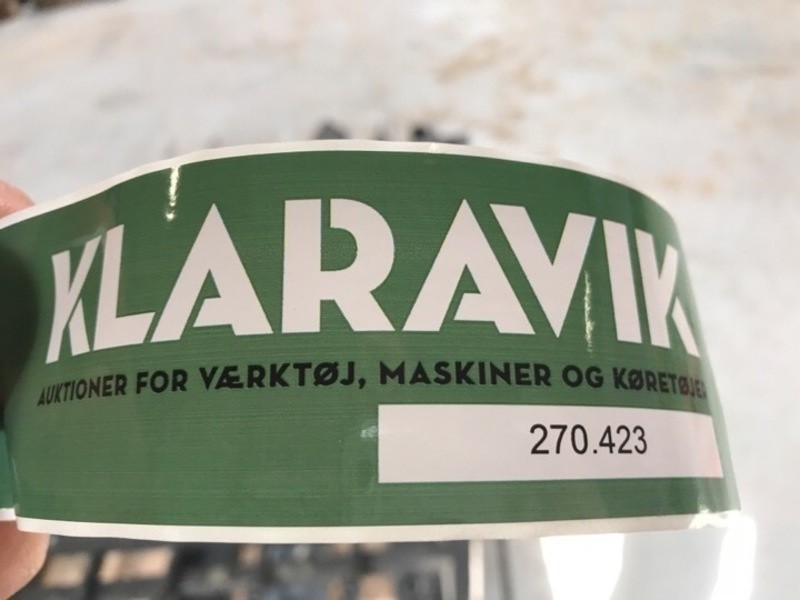 KLARAVIK
AUKTIONER FOR VÆRKTØJ, MASKINER OG KØRETØJER
270.423